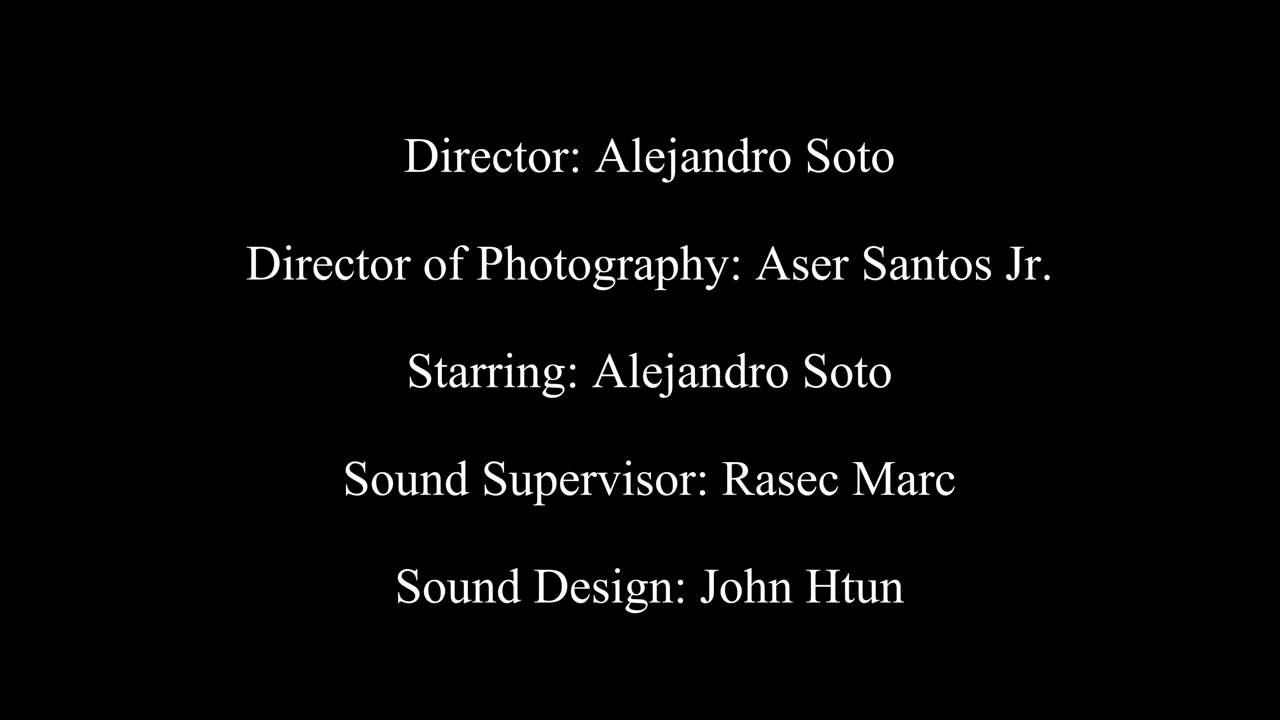 Director: Alejandro Soto
Director of Photography: Aser Santos Jr.
Starring: Alejandro Soto
Sound Supervisor: Rasec Marc
Sound Design: John Htun